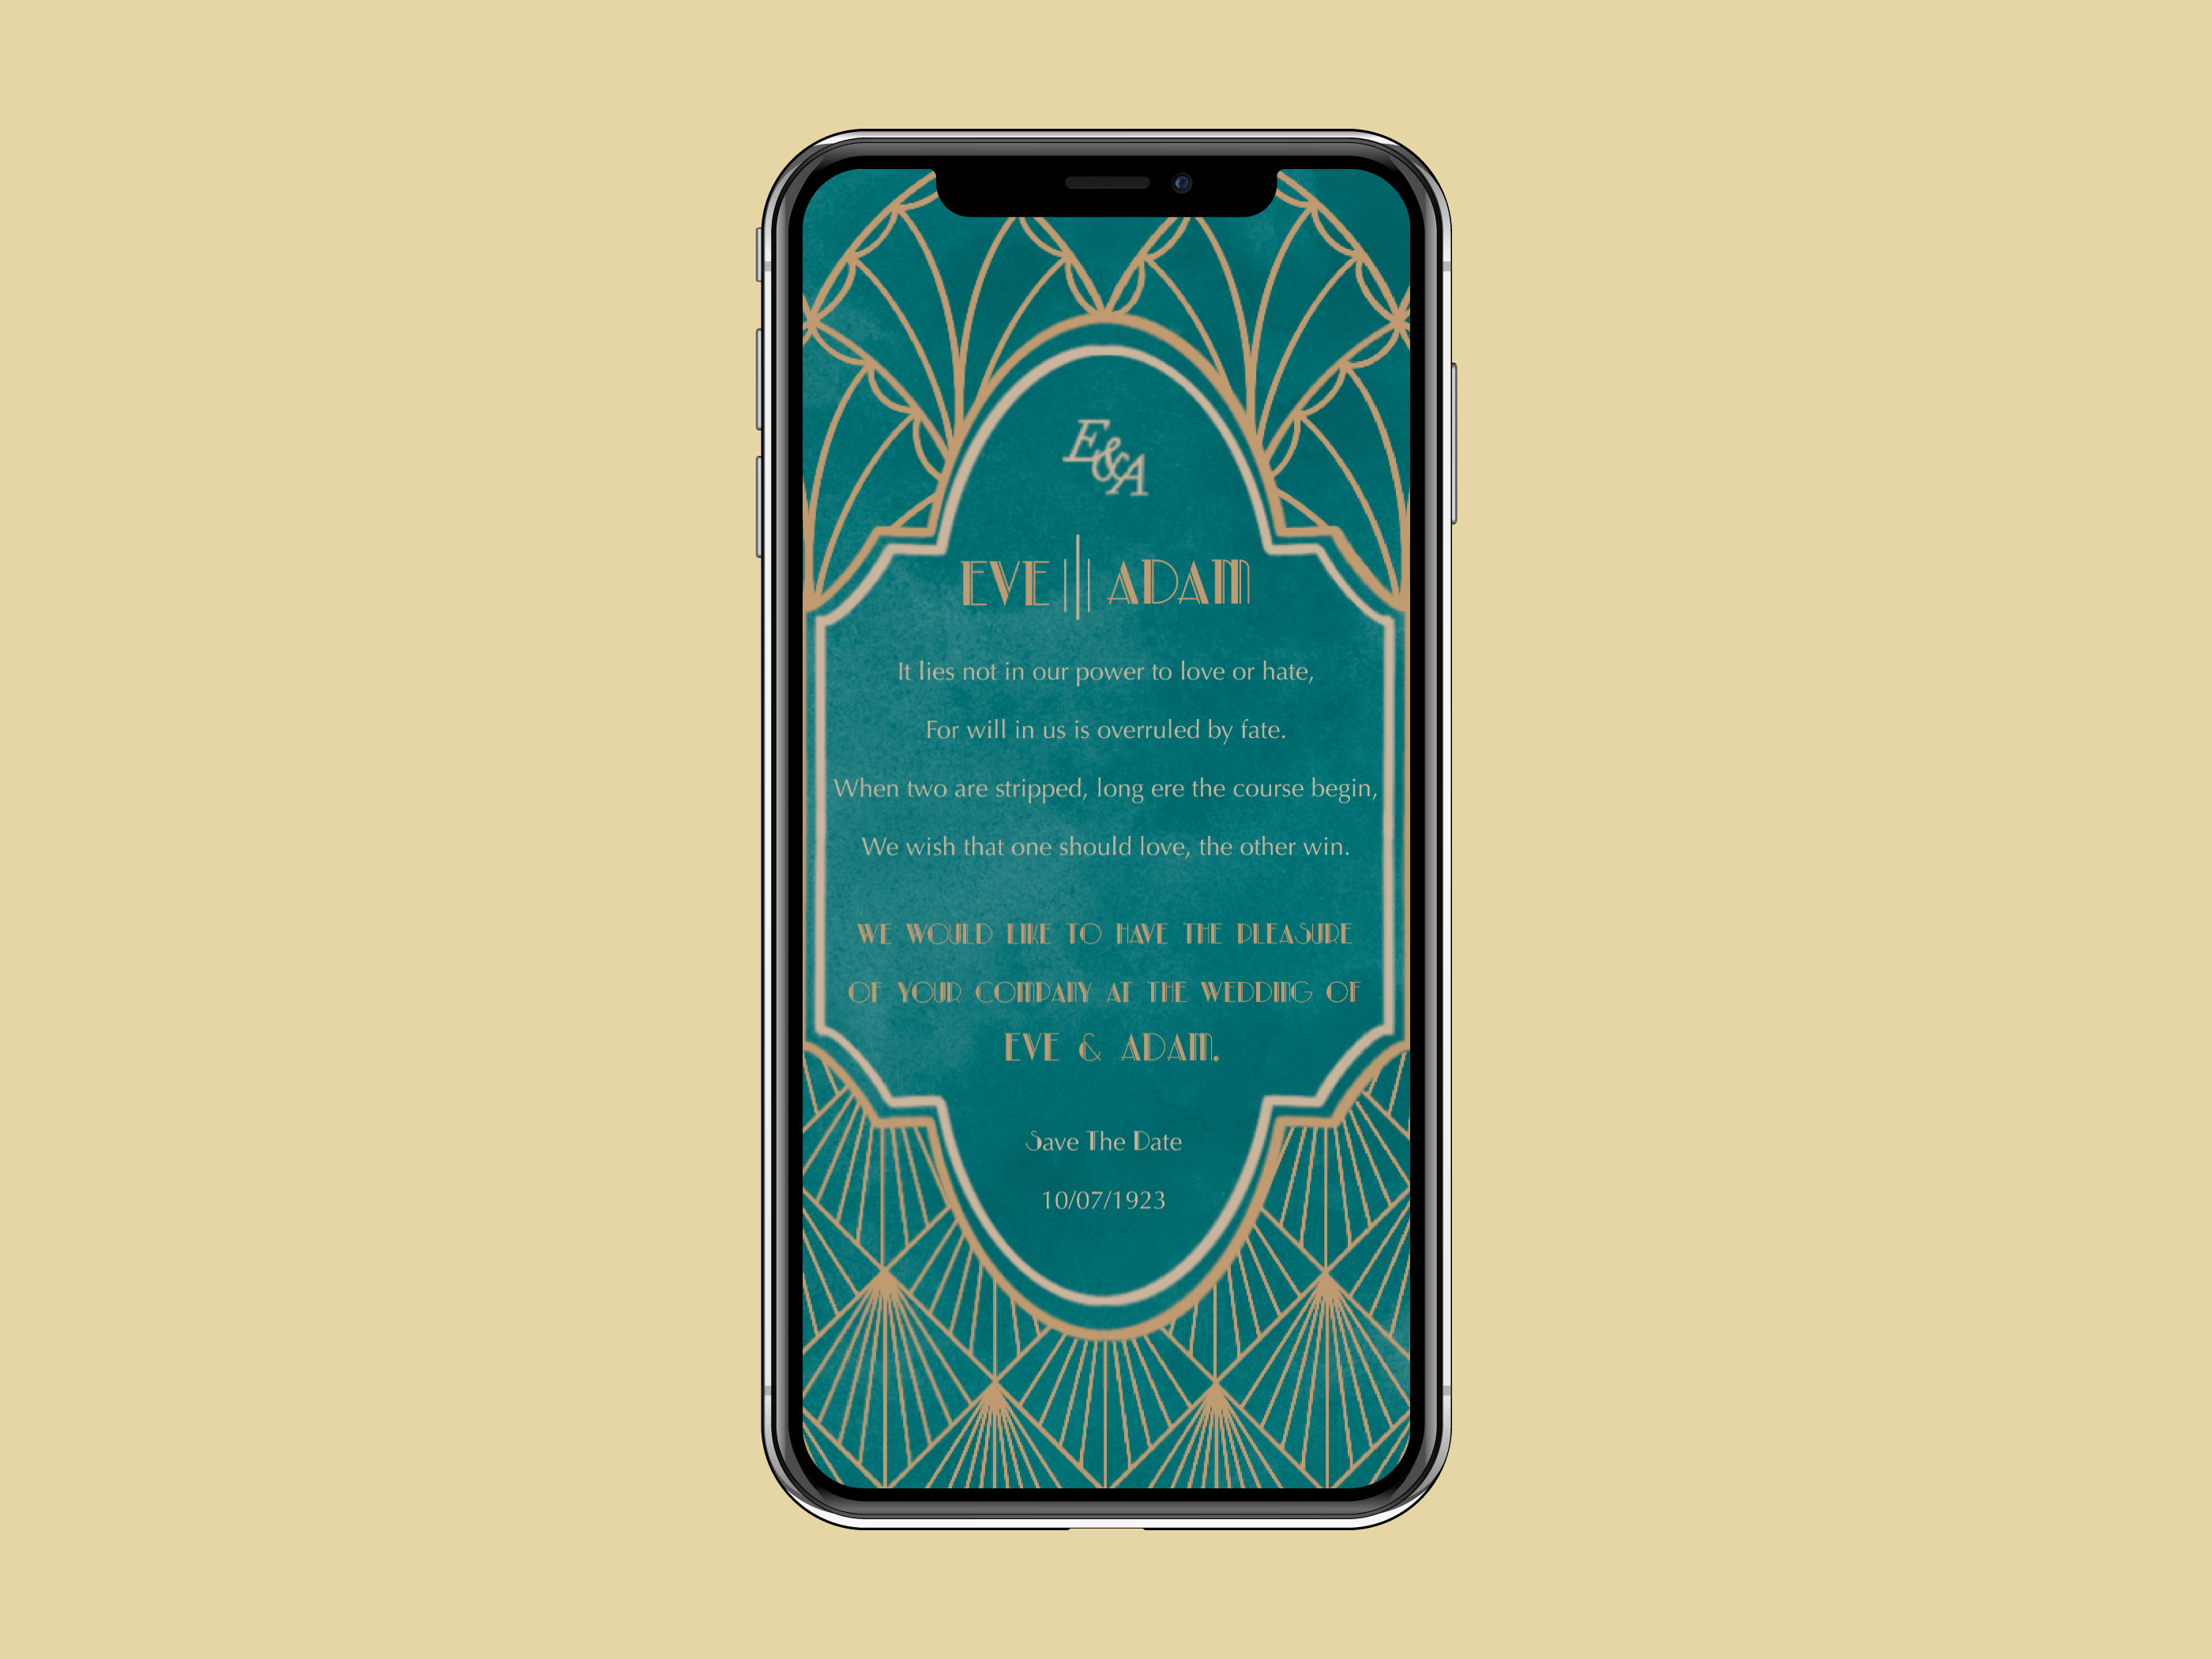 E&A
EVE ADAM
It lies not in our power to love or hate,
For will in us is overruled by fate.
When two are stripped, long ere the course begin,
We wish that one should love, the other win.
WE WOULD LIKE TO HAVE THE PLEASURE
OF YOUR COMPANY AT THE WEDDING OF
EVE & ADAM.
Save The Date
10/07/1923